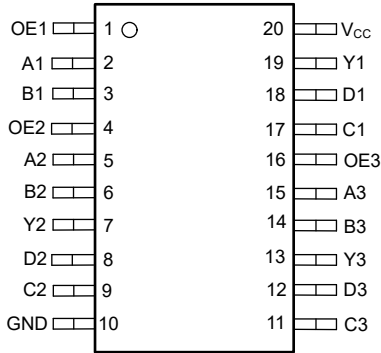 OE1 1 20 VCC
A1 2 19 Y1
B1 3 18 D1
OE2 4 17 C1
A2 5 16 OE3
B2 6 15 A3
Y2 7 14 B3
D2 8 13 Y3
C2 9 12 D3
GND 10 11 C3